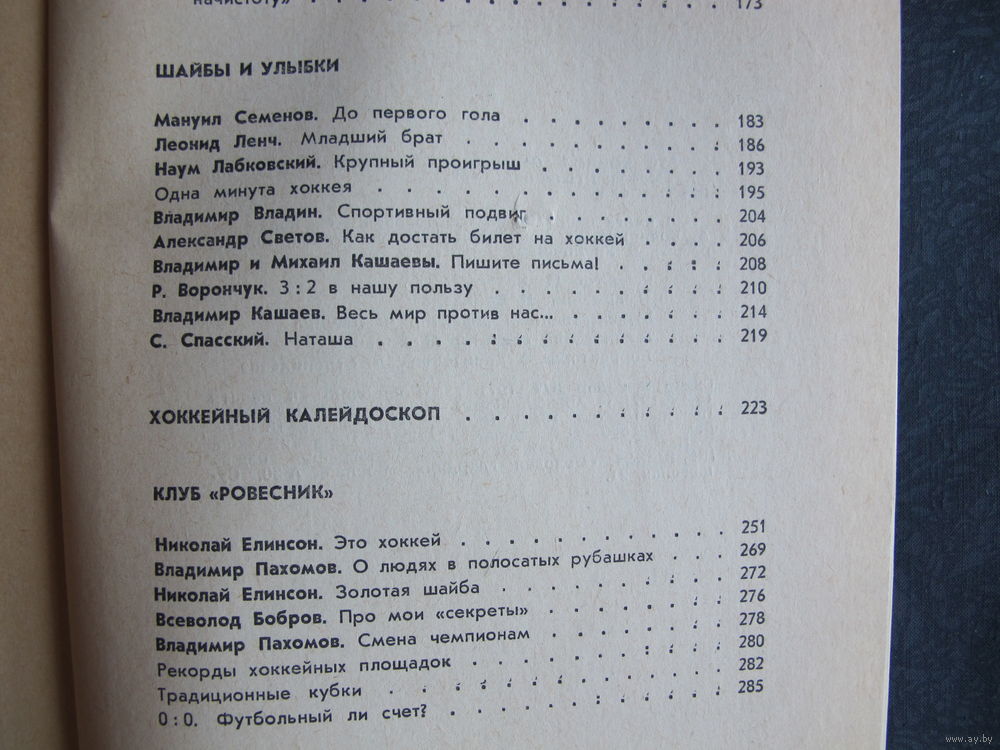 начистоту» . . . . . . . . . . . . 173
ШАЙБЫ И УЛЫБКИ
Мануил Семенов. До первого гола . . . . . . . . . 183
Леонид Ленч. Младший брат . . . . . . . . . . 186
Наум Лабковский. Крупный проигрыш . . . . . . . . 193
Одна минута хоккея . . . . . . . . . . . . . 195
Владимир Владин. Спортивный подвиг . . . . . . . . 204
Александр Светов. Как достать билет на хоккей . . . . 206
Владимир и Михаил Кашаевы. Пишите письма! . . . . . 208
Р. Ворончук. 3 : 2 в нашу пользу . . . . . . . . . . 210
Владимир Кашаев. Весь мир против нас... . . . . . . . 214
С. Спасский. Наташа . . . . . . . . . . . . . 219
ХОККЕЙНЫЙ КАЛЕЙДОСКОП . . . . . . . . . . . 223
КЛУБ «РОВЕСНИК»
Николай Елинсон. Это хоккей . . . . . . . . . . . 251
Владимир Пахомов. О людях в полосатых рубашках . . . 269
Николай Елинсон. Золотая шайба . . . . . . . . . . 272
Всеволод Бобров. Про мои «секреты» . . . . . . . . . 276
Владимир Пахомов. Смена чемпионам . . . . . . . . 278
Рекорды хоккейных площадок . . . . . . . . . . . 280
Традиционные кубки . . . . . . . . . . . . . 282
0 : 0. Футбольный ли счет? . . . . . . . . . . . 285
www.ay.by